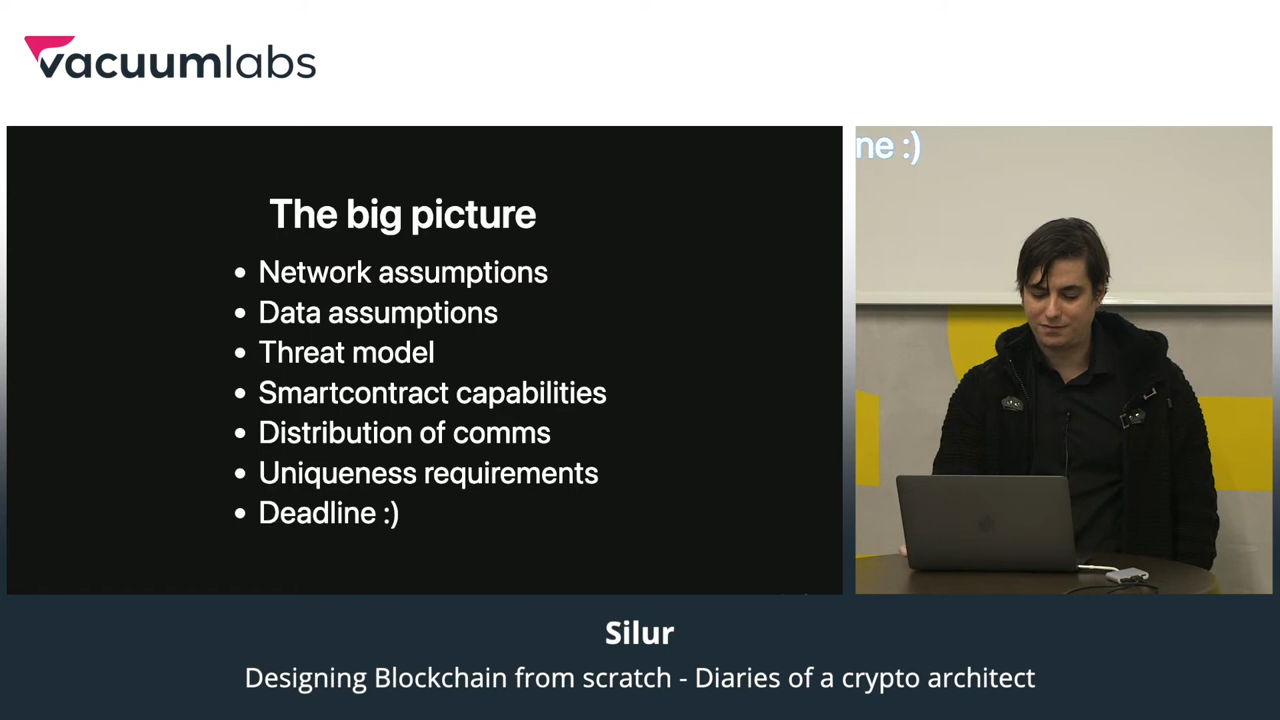 vacuumlabs
The big picture
• Network assumptions
• Data assumptions
• Threat model
• Smartcontract capabilities
• Distribution of comms
• Uniqueness requirements
• Deadline :)
ne :)
Silur
Designing Blockchain from scratch - Diaries of a crypto architect